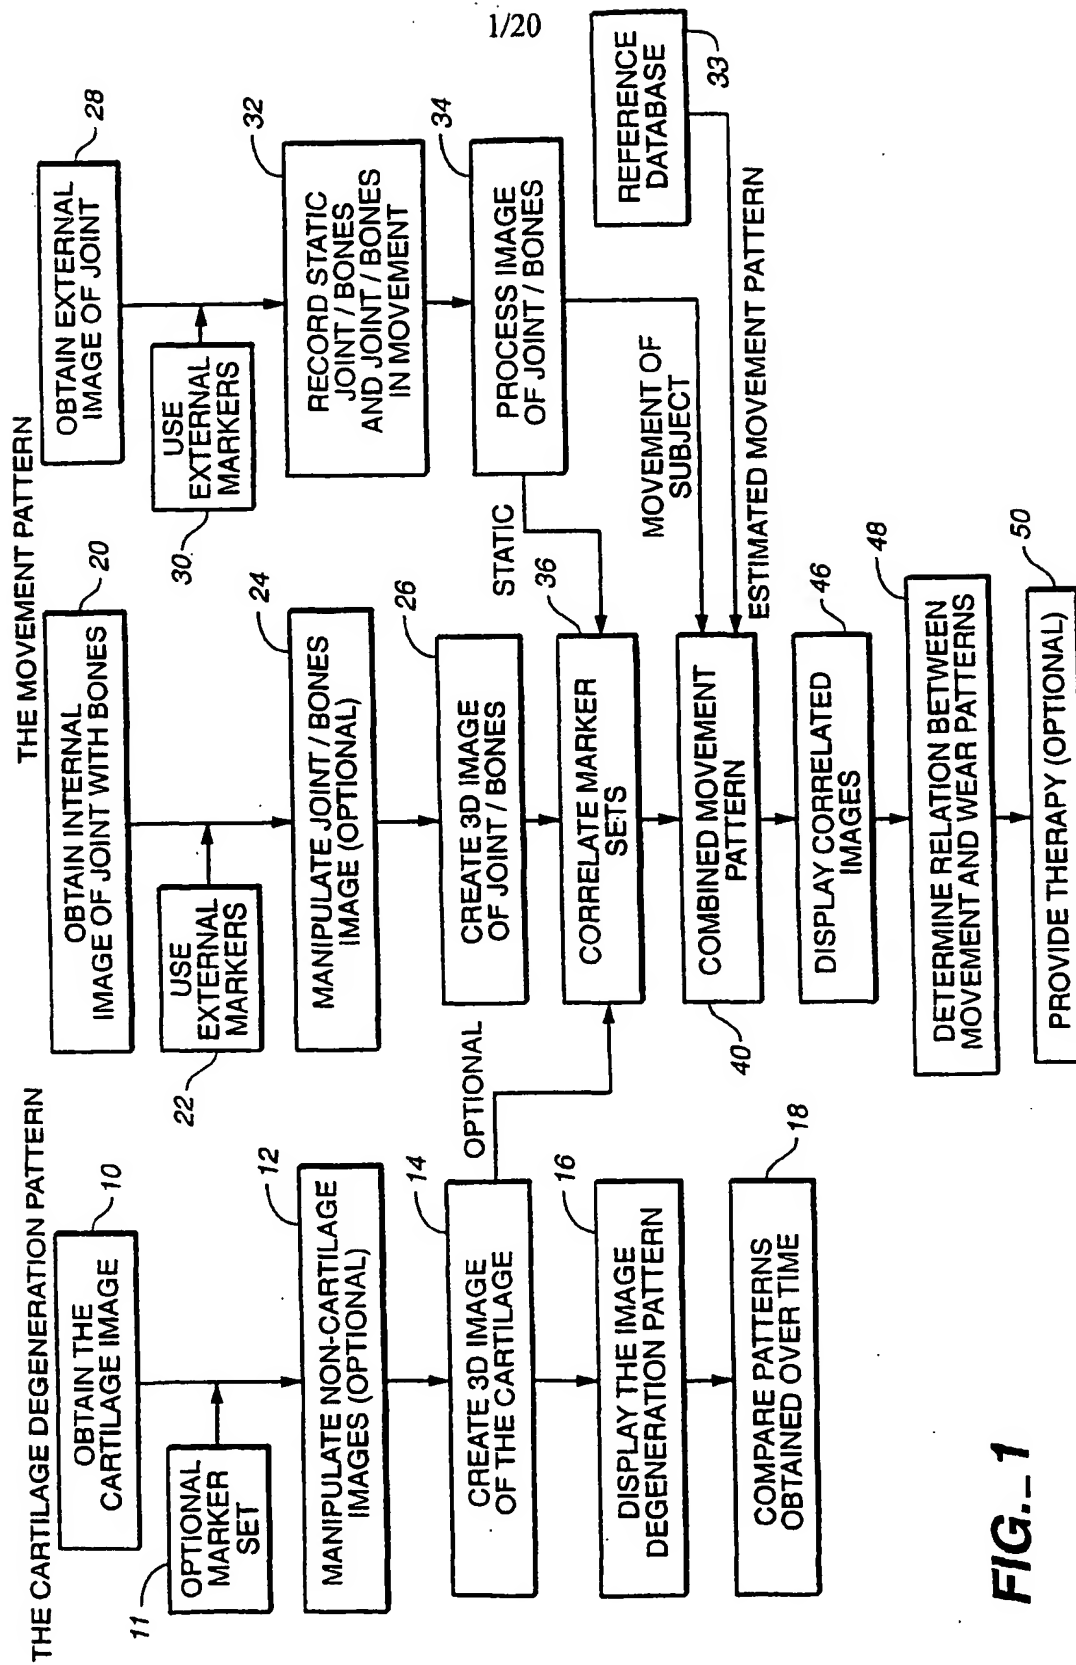 1/20
THE CARTILAGE DEGENERATION PATTERN
10
OBTAIN THE
CARTILAGE IMAGE
OPTIONAL
MARKER
SET
11
12
MANIPULATE NON-CARTILAGE
IMAGES (OPTIONAL)
14
CREATE 3D IMAGE
OF THE CARTILAGE
OPTIONAL
16
DISPLAY THE IMAGE
DEGENERATION PATTERN
18
COMPARE PATTERNS
OBTAINED OVER TIME
THE MOVEMENT PATTERN
20
OBTAIN INTERNAL
IMAGE OF JOINT WITH BONES
USE
EXTERNAL
MARKERS
22
24
MANIPULATE JOINT / BONES
IMAGE (OPTIONAL)
26
CREATE 3D IMAGE
OF JOINT / BONES
36
CORRELATE MARKER
SETS
COMBINED MOVEMENT
PATTERN
40
46
DISPLAY CORRELATED
IMAGES
48
DETERMINE RELATION BETWEEN
MOVEMENT AND WEAR PATTERNS
50
PROVIDE THERAPY (OPTIONAL)
28
OBTAIN EXTERNAL
IMAGE OF JOINT
USE
EXTERNAL
MARKERS
30
32
RECORD STATIC
JOINT / BONES
AND JOINT / BONES
IN MOVEMENT
34
PROCESS IMAGE
OF JOINT / BONES
STATIC
MOVEMENT OF
SUBJECT
REFERENCE
DATABASE
33
ESTIMATED MOVEMENT PATTERN
FIG._1